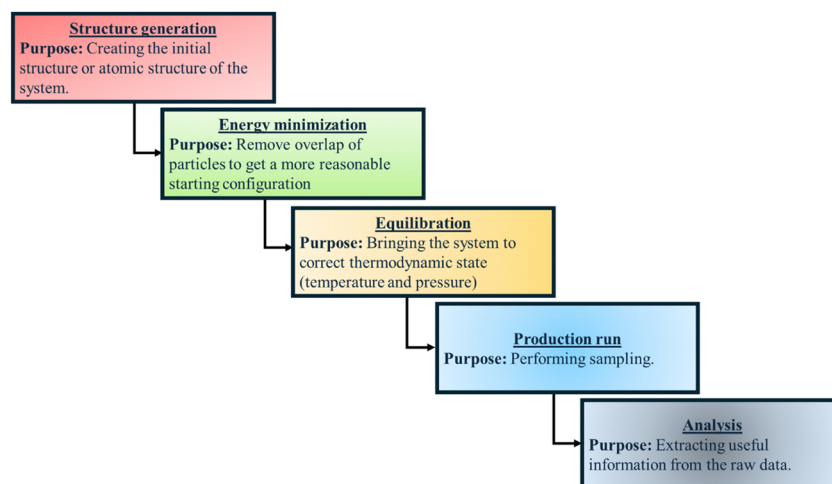 Structure generation
Purpose: Creating the initial
structure or atomic structure of the
system.
Energy minimization
Purpose: Remove overlap of
particles to get a more reasonable
starting configuration
Equilibration
Purpose: Bringing the system to
correct thermodynamic state
(temperature and pressure)
Production run
Purpose: Performing sampling.
Analysis
Purpose: Extracting useful
information from the raw data.